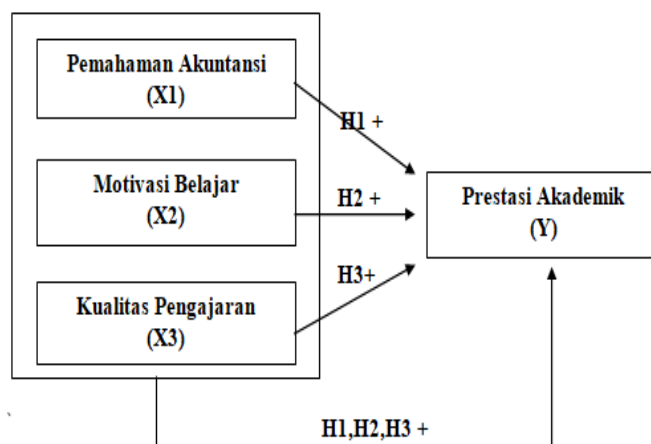 Pemahaman Akuntansi
(X1)
H1 +
Motivasi Belajar
(X2)
H2 +
Prestasi Akademik
(Y)
H3+
Kualitas Pengajaran
(X3)
H1,H2,H3 +